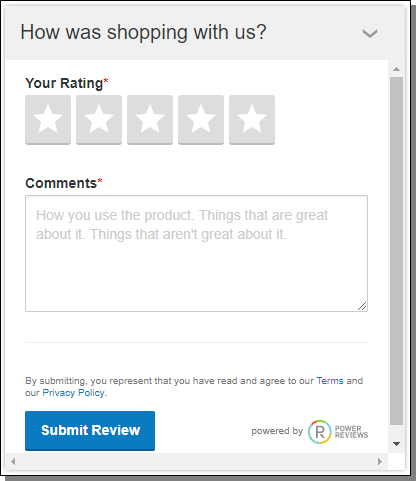 How was shopping with us?
Your Rating*
Comments*
How you use the product. Things that are great
about it. Things that aren't great about it.
By submitting, you represent that you have read and agree to our Terms and
our Privacy Policy.
Submit Review
powered by R POWER
REVIEWS